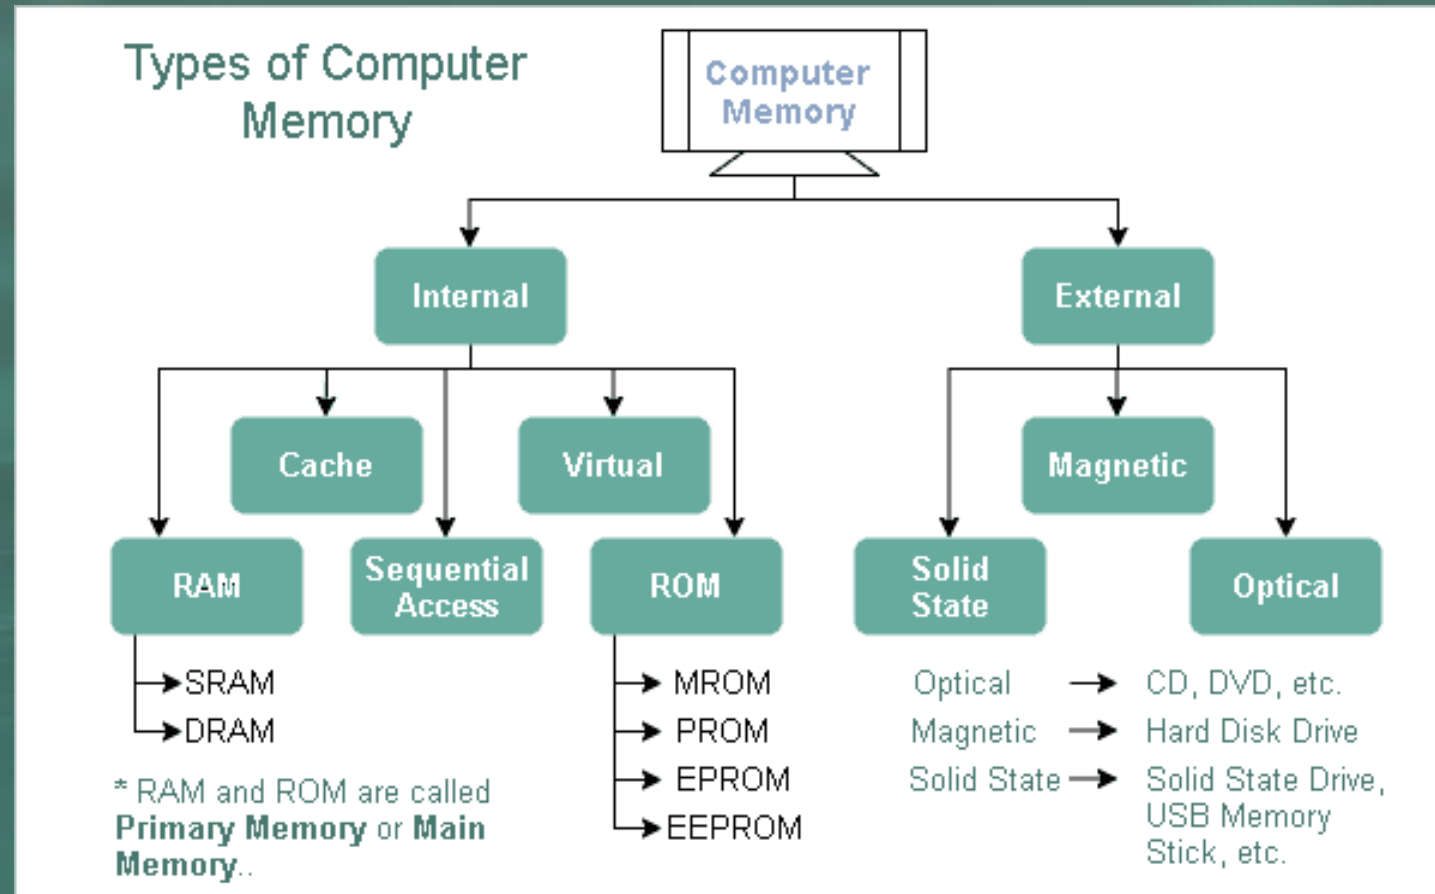 Types of Computer
Memory
Computer
Memory
Internal
External
Cache
Virtual
Magnetic
RAM
Sequential
Access
ROM
Solid
State
Optical
SRAM
DRAM
* RAM and ROM are called
Primary Memory or Main
Memory..
MROM
PROM
EPROM
EEPROM
Optical CD, DVD, etc.
Magnetic Hard Disk Drive
Solid State Solid State Drive,
USB Memory
Stick, etc.